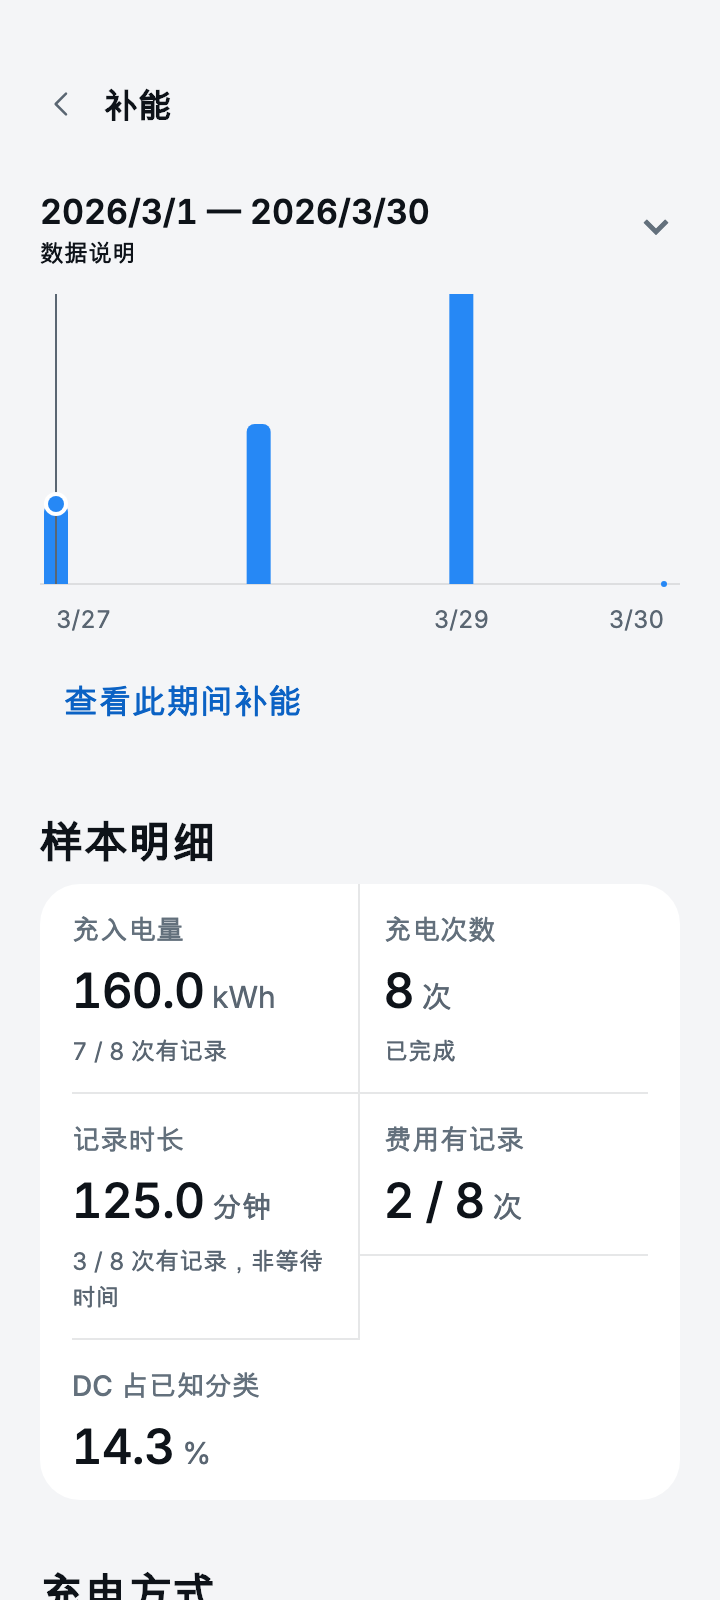 补能
2026/3/1 — 2026/3/30
数据说明
3/27
3/29
3/30
查看此期间补能
样本明细
充入电量
160.0 kWh
7 / 8 次有记录
充电次数
8 次
已完成
记录时长
125.0 分钟
3 / 8 次有记录，非等待
时间
费用有记录
2 / 8 次
DC 占已知分类
14.3 %
充电方式